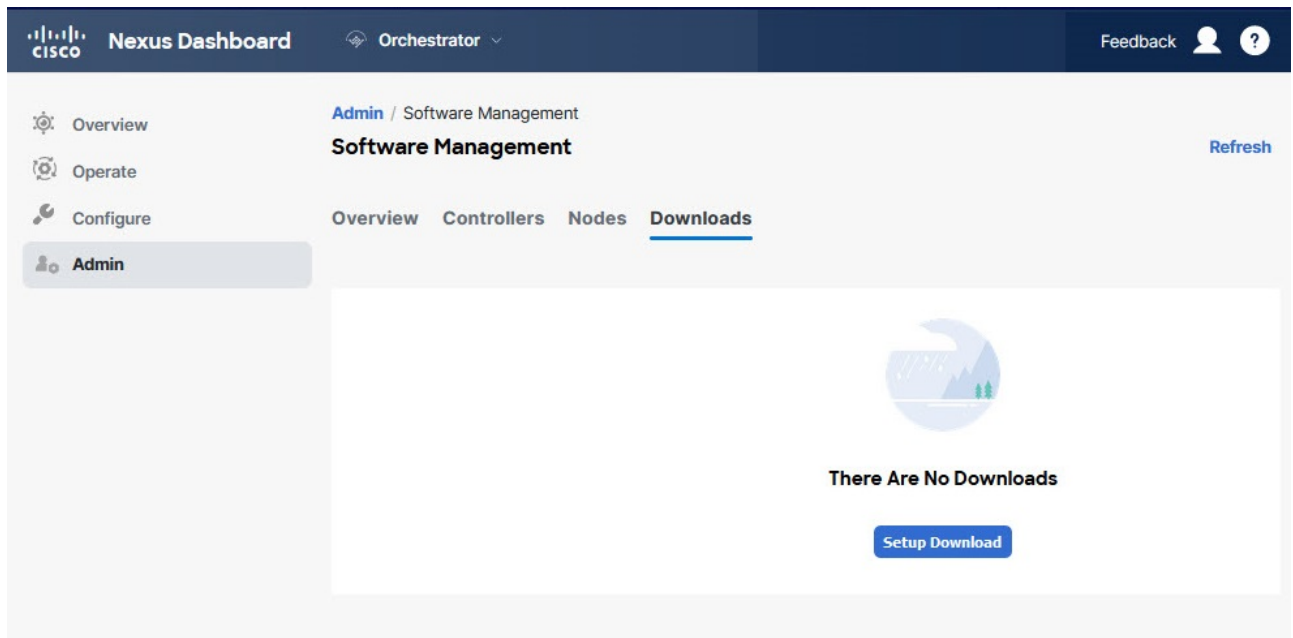 cisco Nexus Dashboard Orchestrator Feedback ?
Overview
Operate
Configure
Admin
Admin / Software Management
Software Management
Refresh
Overview Controllers Nodes Downloads
There Are No Downloads
Setup Download